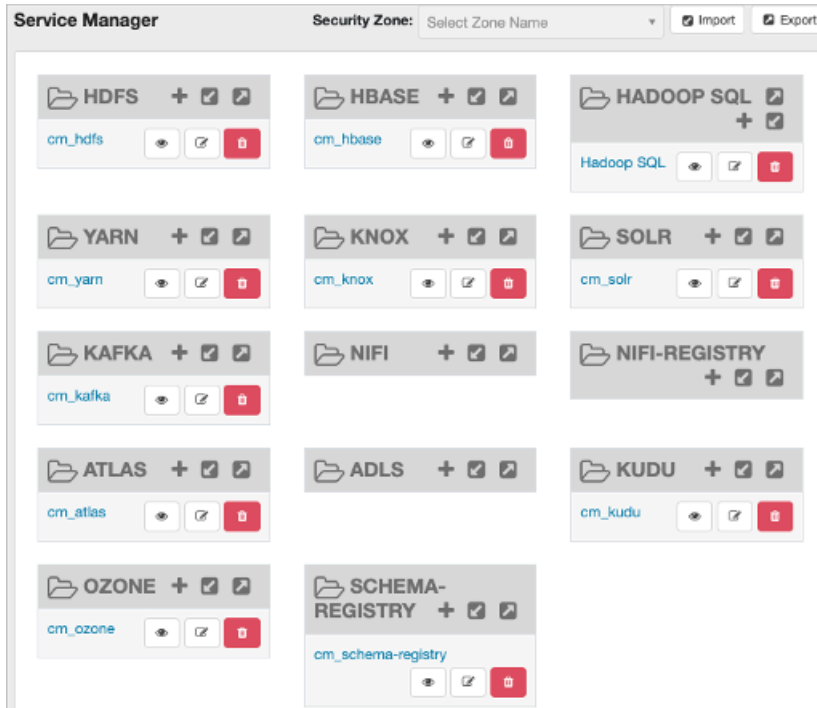 Service Manager Security Zone: Select Zone Name Import Export
HDFS HBASE HADOOP SQL
cm_hdfs cm_hbase
Hadoop SQL
YARN KNOX SOLR
cm_yarn cm_knox cm_solr
KAFKA NIFI NIFI-REGISTRY
cm_kafka
ATLAS ADLS KUDU
cm_atlas cm_kudu
OZONE SCHEMA-
REGISTRY
cm_ozone
cm_schema-registry